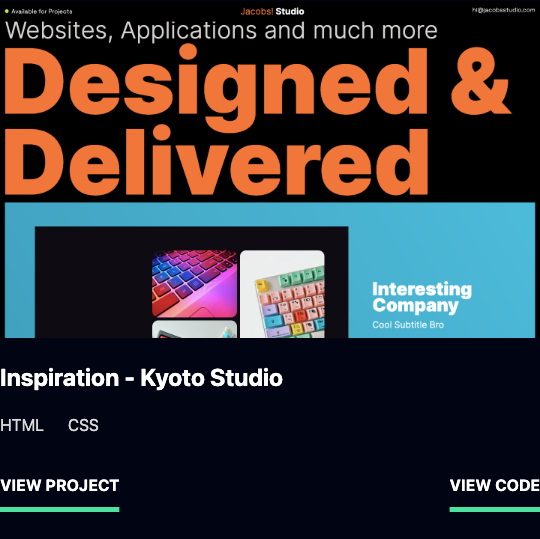 Available for Projects
Jacobs! Studio
hi@jacobsstudio.com
Websites, Applications and much more
Designed &
Delivered
Interesting
Company
Cool Subtitle Bro
Inspiration - Kyoto Studio
HTML CSS
VIEW PROJECT
VIEW CODE